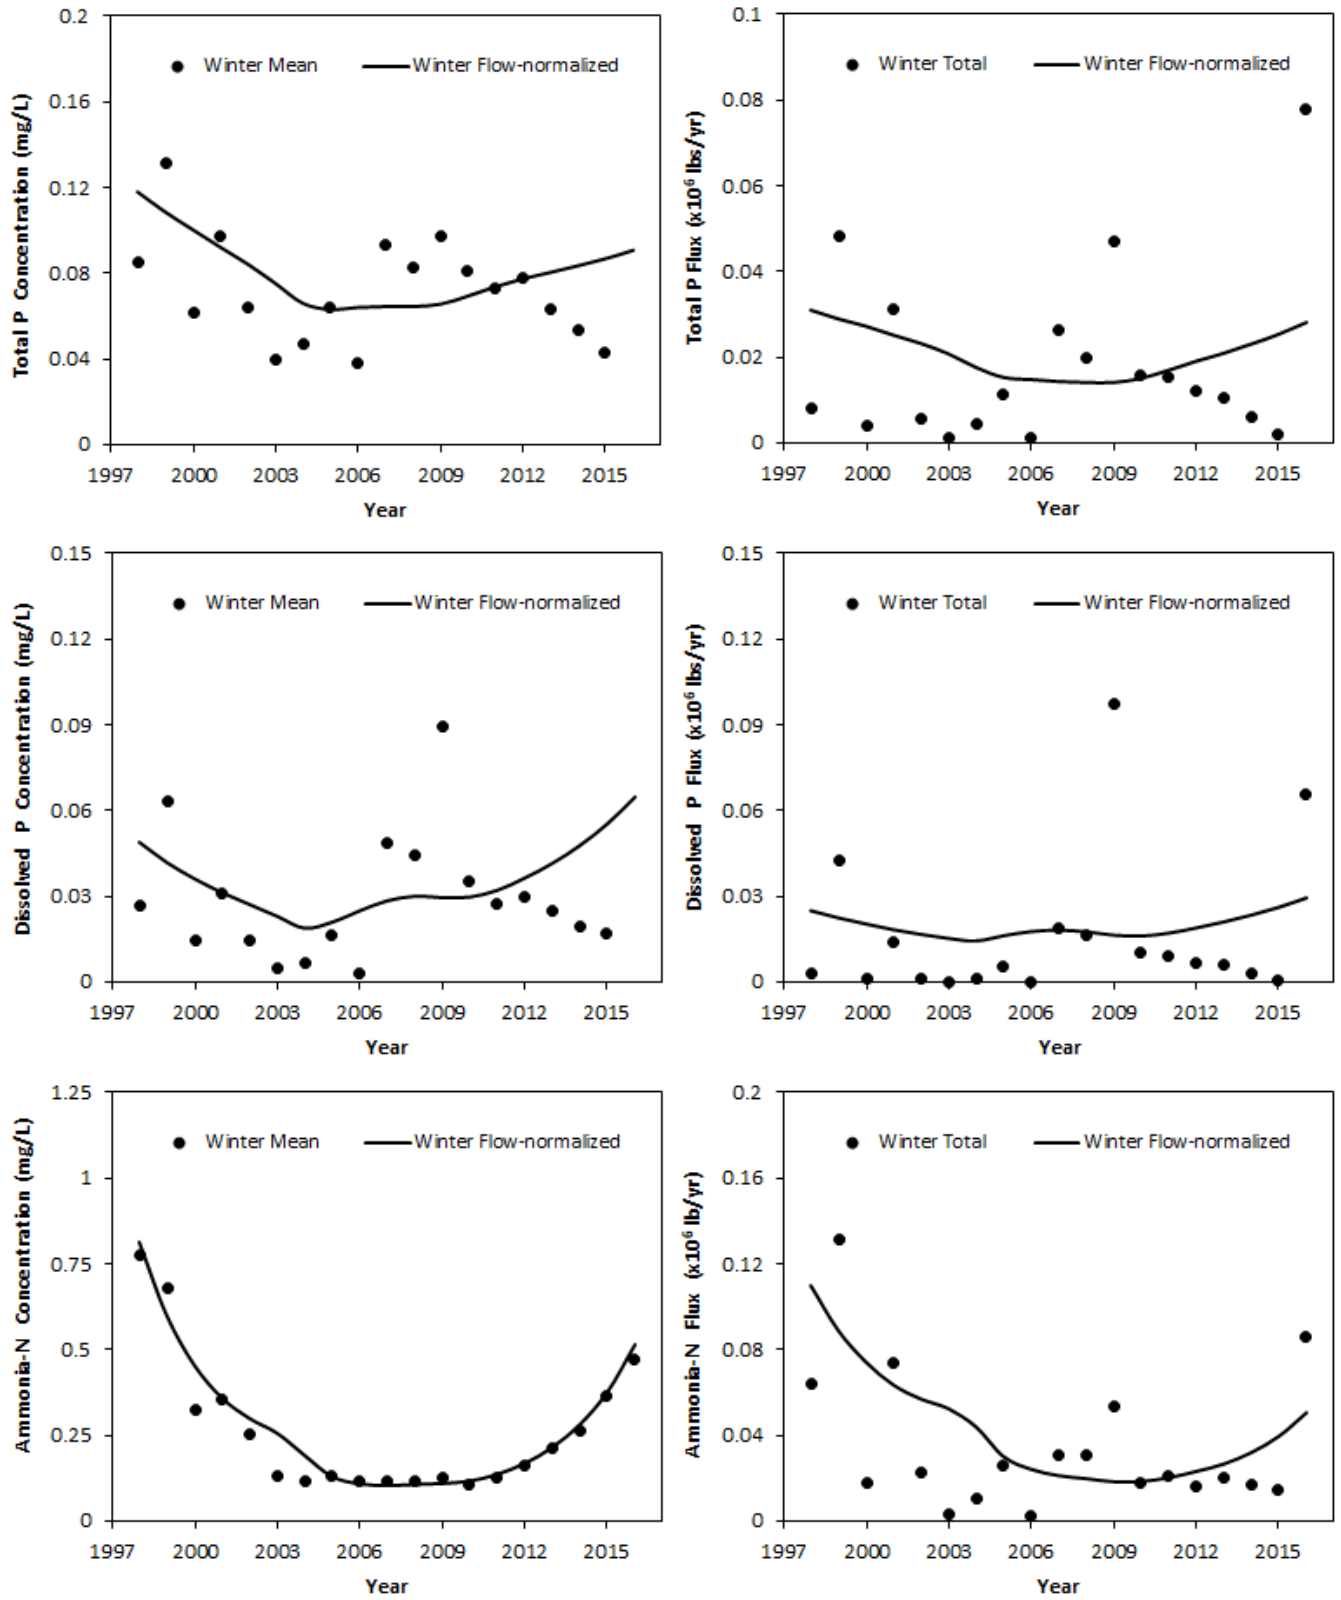 Total P Concentration (mg/L)
0.2
0.16
0.12
0.08
0.04
0
Winter Mean
Winter Flow-normalized
1997 2000 2003 2006 2009 2012 2015
Year
Total P Flux (x10⁶ lbs/yr)
0.1
0.08
0.06
0.04
0.02
0
Winter Total
Winter Flow-normalized
1997 2000 2003 2006 2009 2012 2015
Year
Dissolved P Concentration (mg/L)
0.15
0.12
0.09
0.06
0.03
0
Winter Mean
Winter Flow-normalized
1997 2000 2003 2006 2009 2012 2015
Year
Dissolved P Flux (x10⁶ lbs/yr)
0.15
0.12
0.09
0.06
0.03
0
Winter Total
Winter Flow-normalized
1997 2000 2003 2006 2009 2012 2015
Year
Ammonia-N Concentration (mg/L)
1.25
1
0.75
0.5
0.25
0
Winter Mean
Winter Flow-normalized
1997 2000 2003 2006 2009 2012 2015
Year
Ammonia-N Flux (x10⁶ lb/yr)
0.2
0.16
0.12
0.08
0.04
0
Winter Total
Winter Flow-normalized
1997 2000 2003 2006 2009 2012 2015
Year